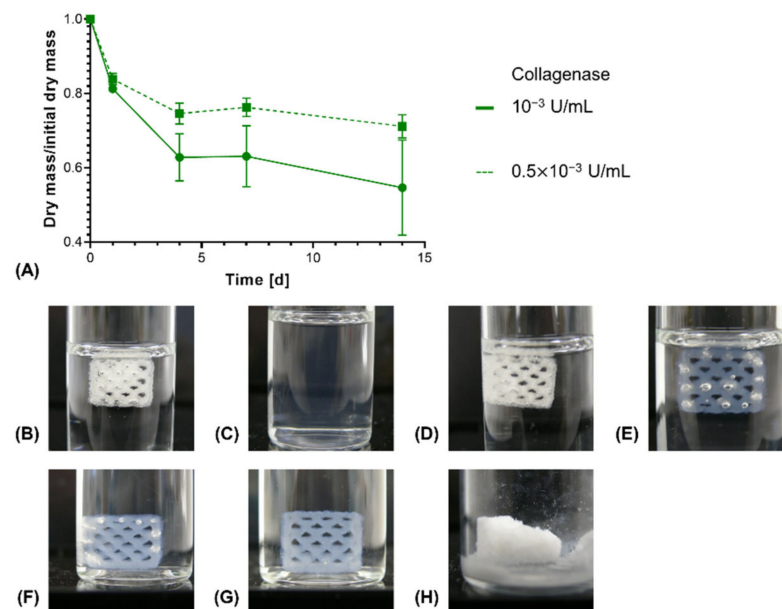 1.0
0.8
0.6
0.4
Dry mass/initial dry mass
0
5
10
15
Time [d]
Collagenase
10⁻³ U/mL
0.5×10⁻³ U/mL
(A)
(B)
(C)
(D)
(E)
(F)
(G)
(H)